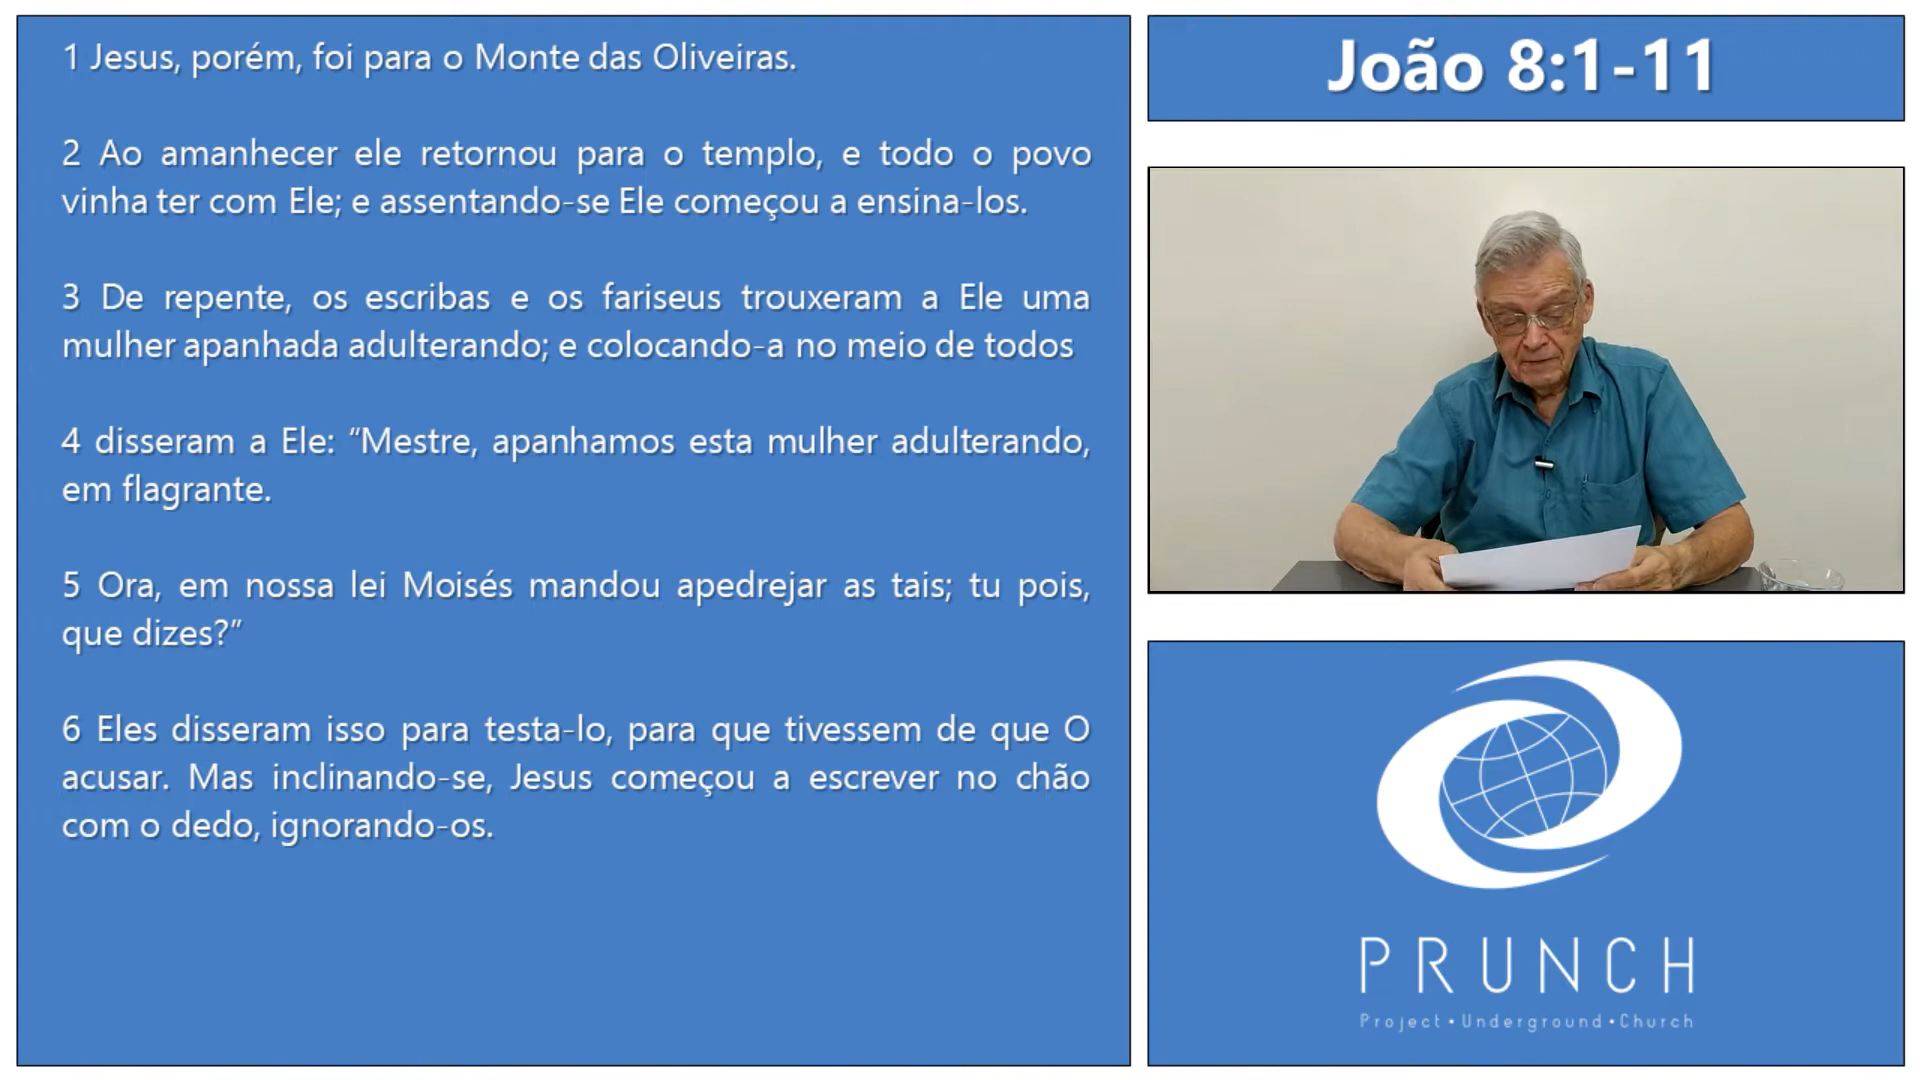 1 Jesus, porém, foi para o Monte das Oliveiras.
2 Ao amanhecer ele retornou para o templo, e todo o povo
vinha ter com Ele; e assentando-se Ele começou a ensina-los.
3 De repente, os escribas e os fariseus trouxeram a Ele uma
mulher apanhada adulterando; e colocando-a no meio de todos
4 disseram a Ele: “Mestre, apanhamos esta mulher adulterando,
em flagrante.
5 Ora, em nossa lei Moisés mandou apedrejar as tais; tu pois,
que dizes?”
6 Eles disseram isso para testa-lo, para que tivessem de que O
acusar. Mas inclinando-se, Jesus começou a escrever no chão
com o dedo, ignorando-os.
João 8:1-11
PRUNCH
Project•Underground•Church